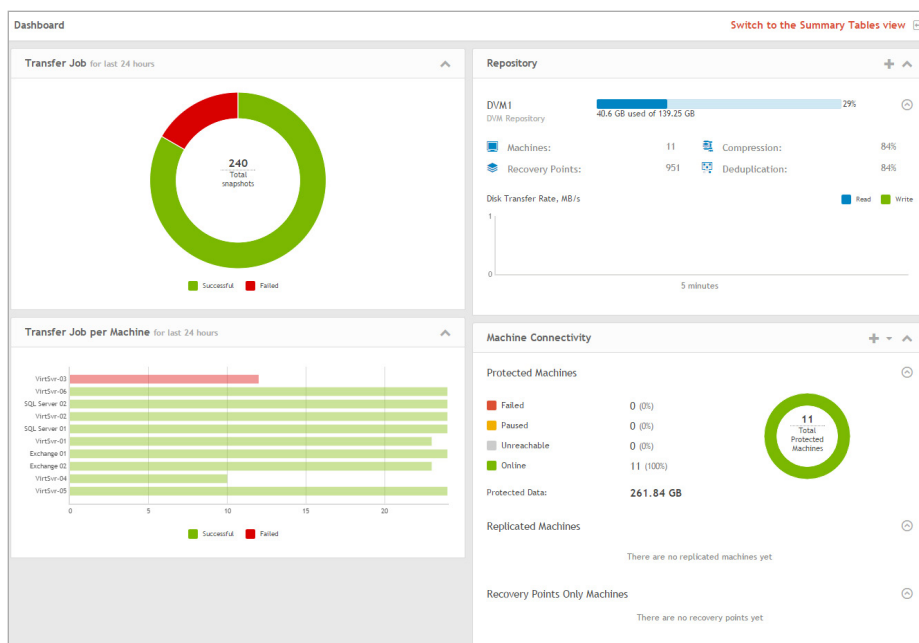 Dashboard
Switch to the Summary Tables view
Transfer Job for last 24 hours
240
Total
snapshots
Successful
Failed
Transfer Job per Machine for last 24 hours
VirtSvr-03
VirtSvr-06
SQL Server 02
VirtSvr-02
SQL Server 01
VirtSvr-01
Exchange 01
Exchange 02
VirtSvr-04
VirtSvr-05
0 5 10 15 20
Successful
Failed
Repository
DVM1
DVM Repository
29%
40.6 GB used of 139.25 GB
Machines: 11
Compression: 84%
Recovery Points: 951
Deduplication: 84%
Disk Transfer Rate, MB/s
Read
Write
1
0
5 minutes
Machine Connectivity
Protected Machines
Failed 0 (0%)
Paused 0 (0%)
Unreachable 0 (0%)
Online 11 (100%)
11
Total
Protected
Machines
Protected Data: 261.84 GB
Replicated Machines
There are no replicated machines yet
Recovery Points Only Machines
There are no recovery points yet